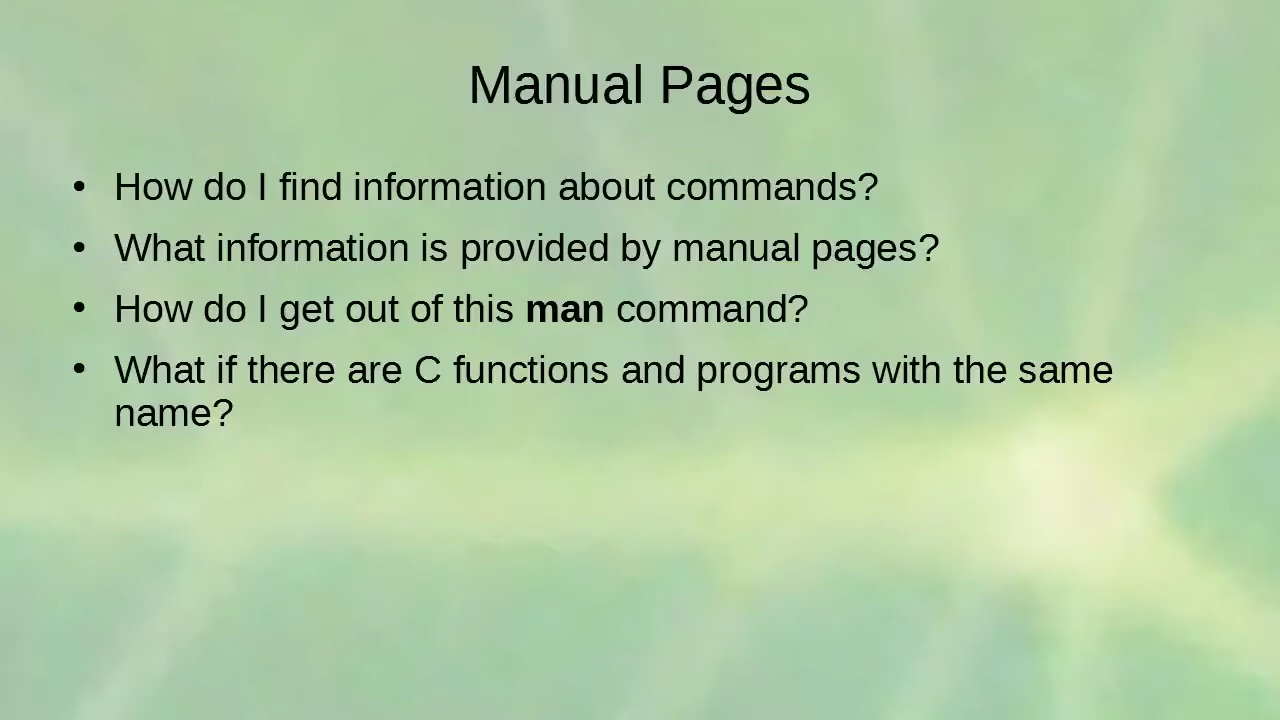 Manual Pages
• How do I find information about commands?
• What information is provided by manual pages?
• How do I get out of this man command?
• What if there are C functions and programs with the same
name?